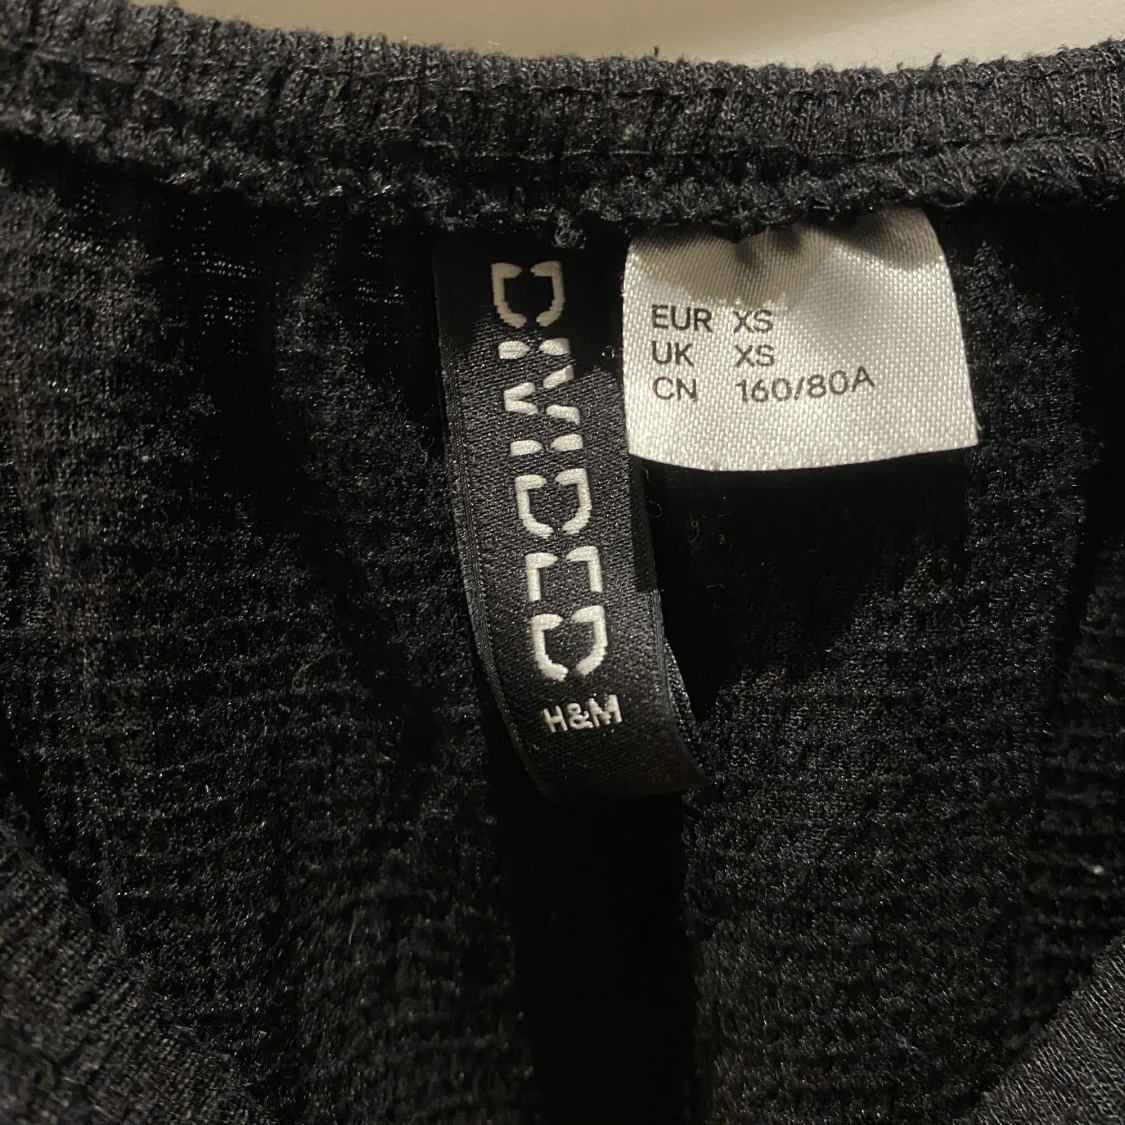 DIVIDED
H&M
EUR XS
UK XS
CN 160/80A